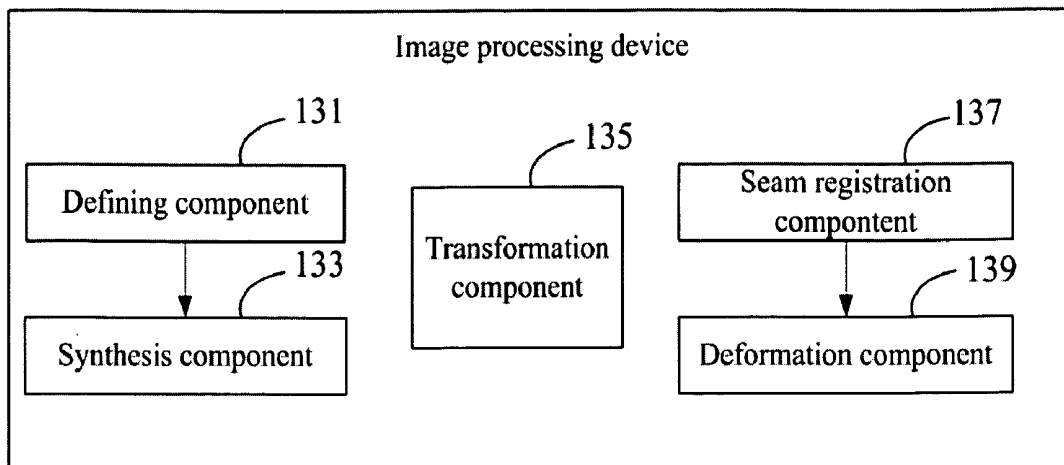 Image processing device
131
Defining component
133
Synthesis component
135
Transformation
component
137
Seam registration
compontent
139
Deformation component